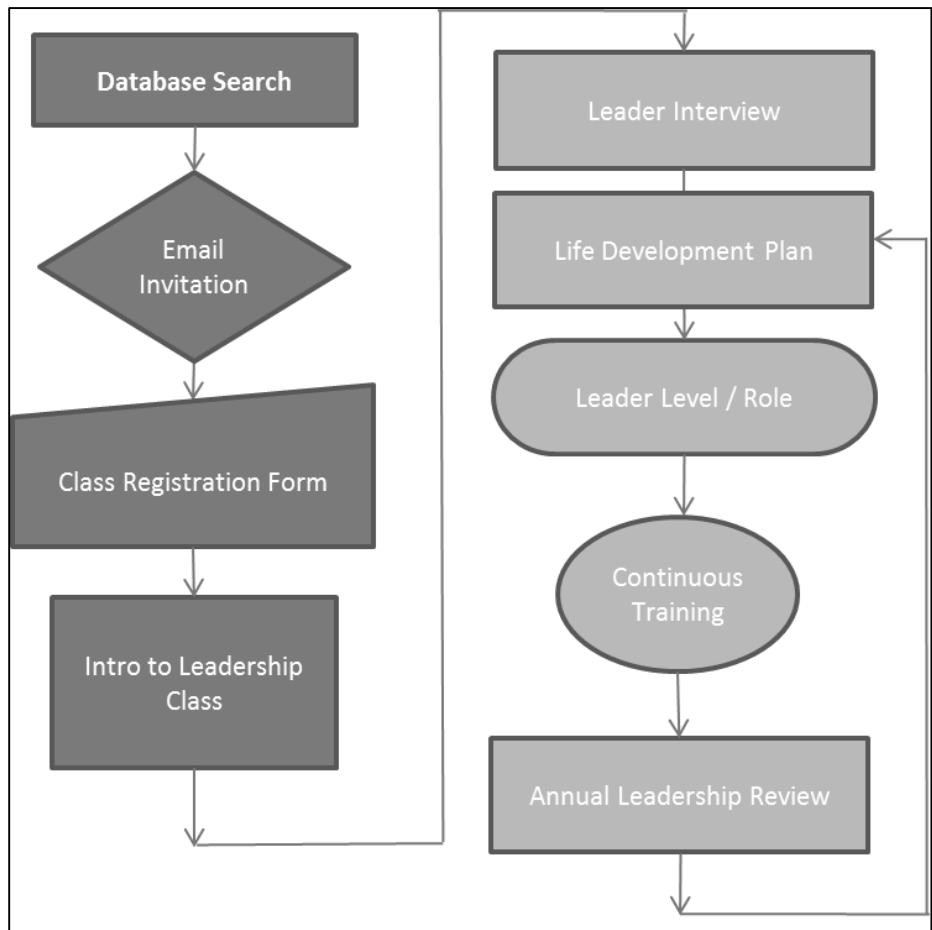 Database Search
Email
Invitation
Class Registration Form
Intro to Leadership
Class
Leader Interview
Life Development Plan
Leader Level / Role
Continuous
Training
Annual Leadership Review